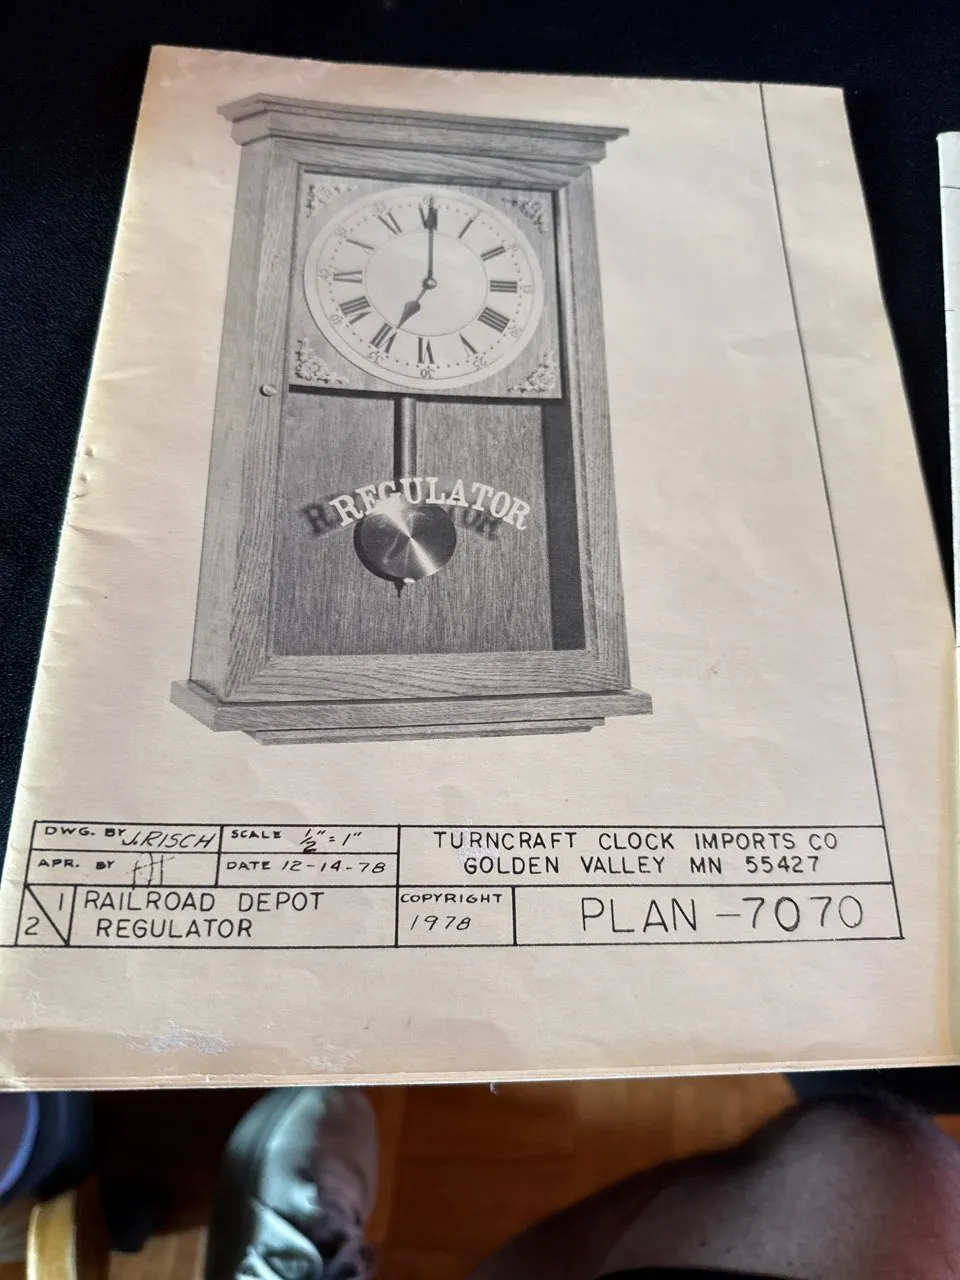 REGULATOR
DWG. BY J. RISCH
SCALE 1/2" = 1"
TURNCRAFT CLOCK IMPORTS CO
APR. BY
DATE 12-14-78
GOLDEN VALLEY MN 55427
1
2
RAILROAD DEPOT
REGULATOR
COPYRIGHT
1978
PLAN -7070